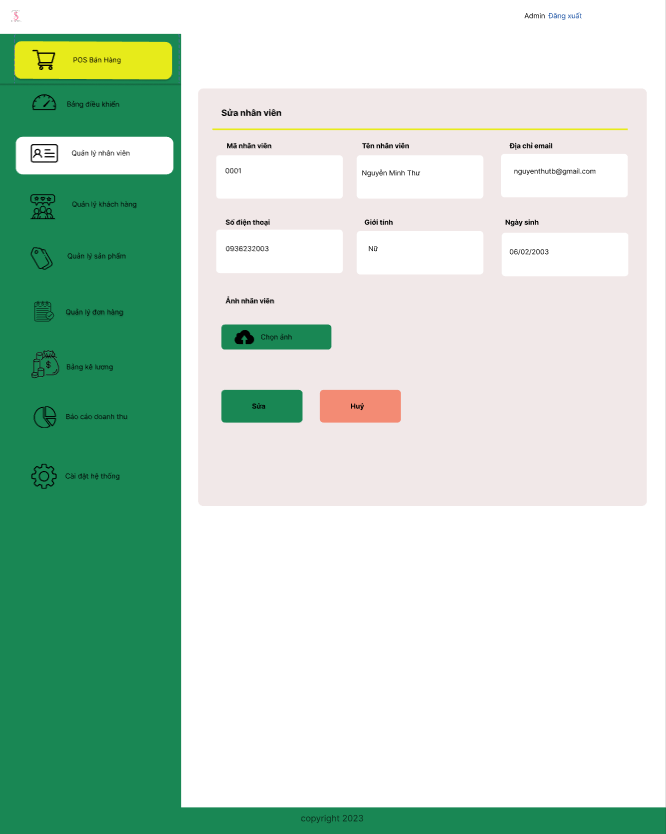 Admin Đăng xuất
POS Bán Hàng
Bảng điều khiển
Quản lý nhân viên
Quản lý khách hàng
Quản lý sản phẩm
Quản lý đơn hàng
Bảng kê lương
Báo cáo doanh thu
Cài đặt hệ thống
Sửa nhân viên
Mã nhân viên
Tên nhân viên
Địa chỉ email
0001
Nguyễn Minh Thư
nguyenthutb@gmail.com
Số điện thoại
Giới tính
Ngày sinh
0936232003
Nữ
06/02/2003
Ảnh nhân viên
Chọn ảnh
Sửa
Huỷ
copyright 2023